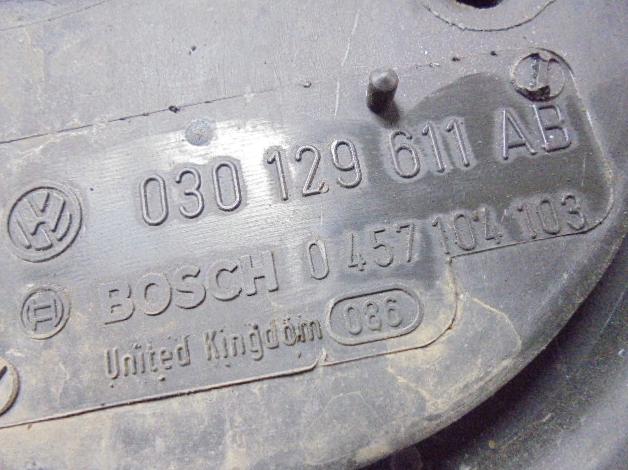 030 129 611 AB
BOSCH 0 457 104 103
United Kingdom 086